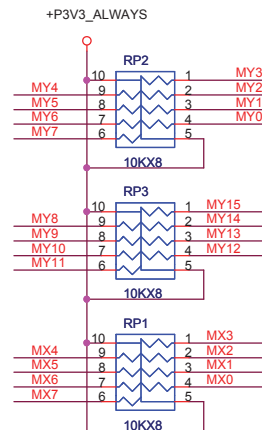 +P3V3_ALWAYS
RP2
10 1 MY3
MY4 9 2 MY2
MY5 8 3 MY1
MY6 7 4 MY0
MY7 6 5
10KX8
RP3
10 1 MY15
MY8 9 2 MY14
MY9 8 3 MY13
MY10 7 4 MY12
MY11 6 5
10KX8
RP1
10 1 MX3
MX4 9 2 MX2
MX5 8 3 MX1
MX6 7 4 MX0
MX7 6 5
10KX8